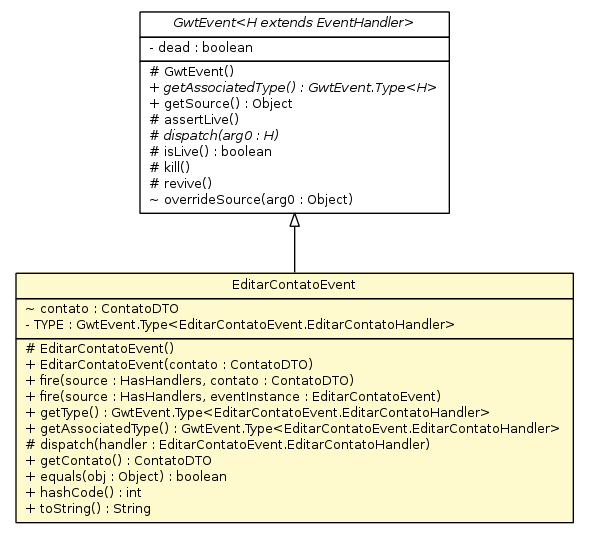 GwtEvent<H extends EventHandler>
- dead : boolean
# GwtEvent()
+ getAssociatedType() : GwtEvent.Type<H>
+ getSource() : Object
# assertLive()
# dispatch(arg0 : H)
# isLive() : boolean
# kill()
# revive()
~ overrideSource(arg0 : Object)
EditarContatoEvent
~ contato : ContatoDTO
- TYPE : GwtEvent.Type<EditarContatoEvent.EditarContatoHandler>
# EditarContatoEvent()
+ EditarContatoEvent(contato : ContatoDTO)
+ fire(source : HasHandlers, contato : ContatoDTO)
+ fire(source : HasHandlers, eventInstance : EditarContatoEvent)
+ getType() : GwtEvent.Type<EditarContatoEvent.EditarContatoHandler>
+ getAssociatedType() : GwtEvent.Type<EditarContatoEvent.EditarContatoHandler>
# dispatch(handler : EditarContatoEvent.EditarContatoHandler)
+ getContato() : ContatoDTO
+ equals(obj : Object) : boolean
+ hashCode() : int
+ toString() : String